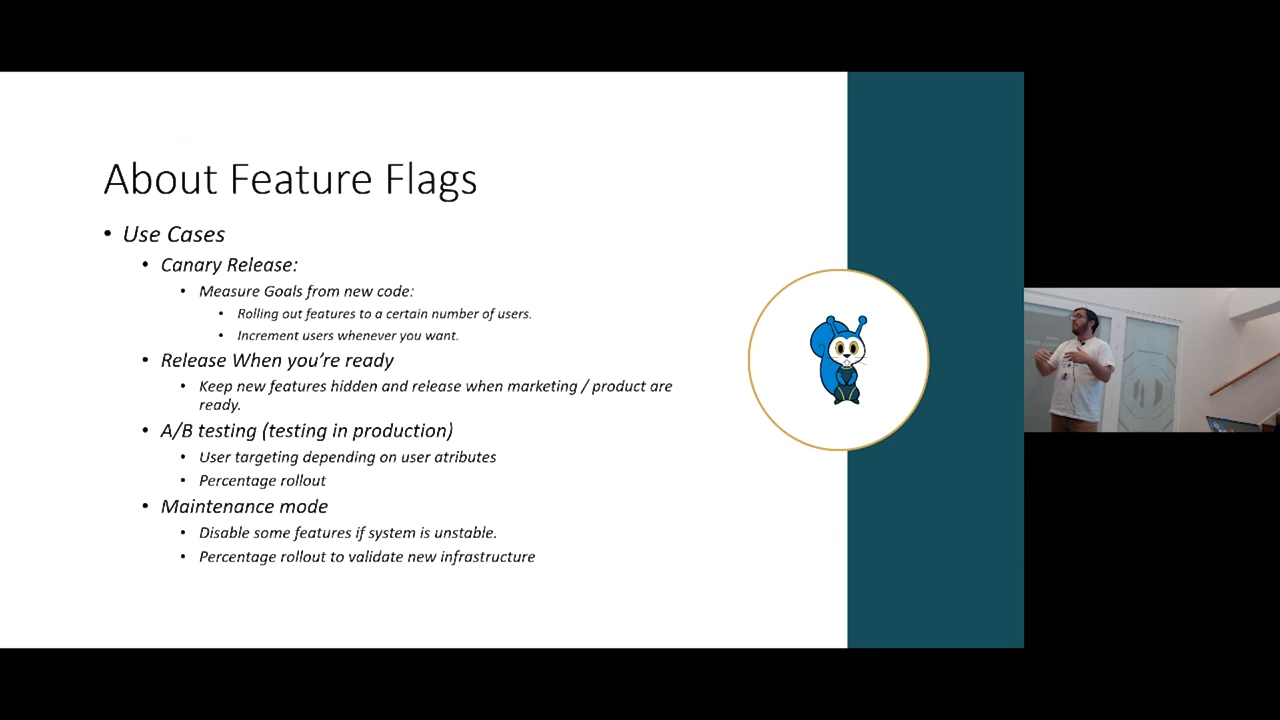 About Feature Flags
• Use Cases
• Canary Release:
• Measure Goals from new code:
• Rolling out features to a certain number of users.
• Increment users whenever you want.
• Release When you’re ready
• Keep new features hidden and release when marketing / product are
ready.
• A/B testing (testing in production)
• User targeting depending on user atributes
• Percentage rollout
• Maintenance mode
• Disable some features if system is unstable.
• Percentage rollout to validate new infrastructure